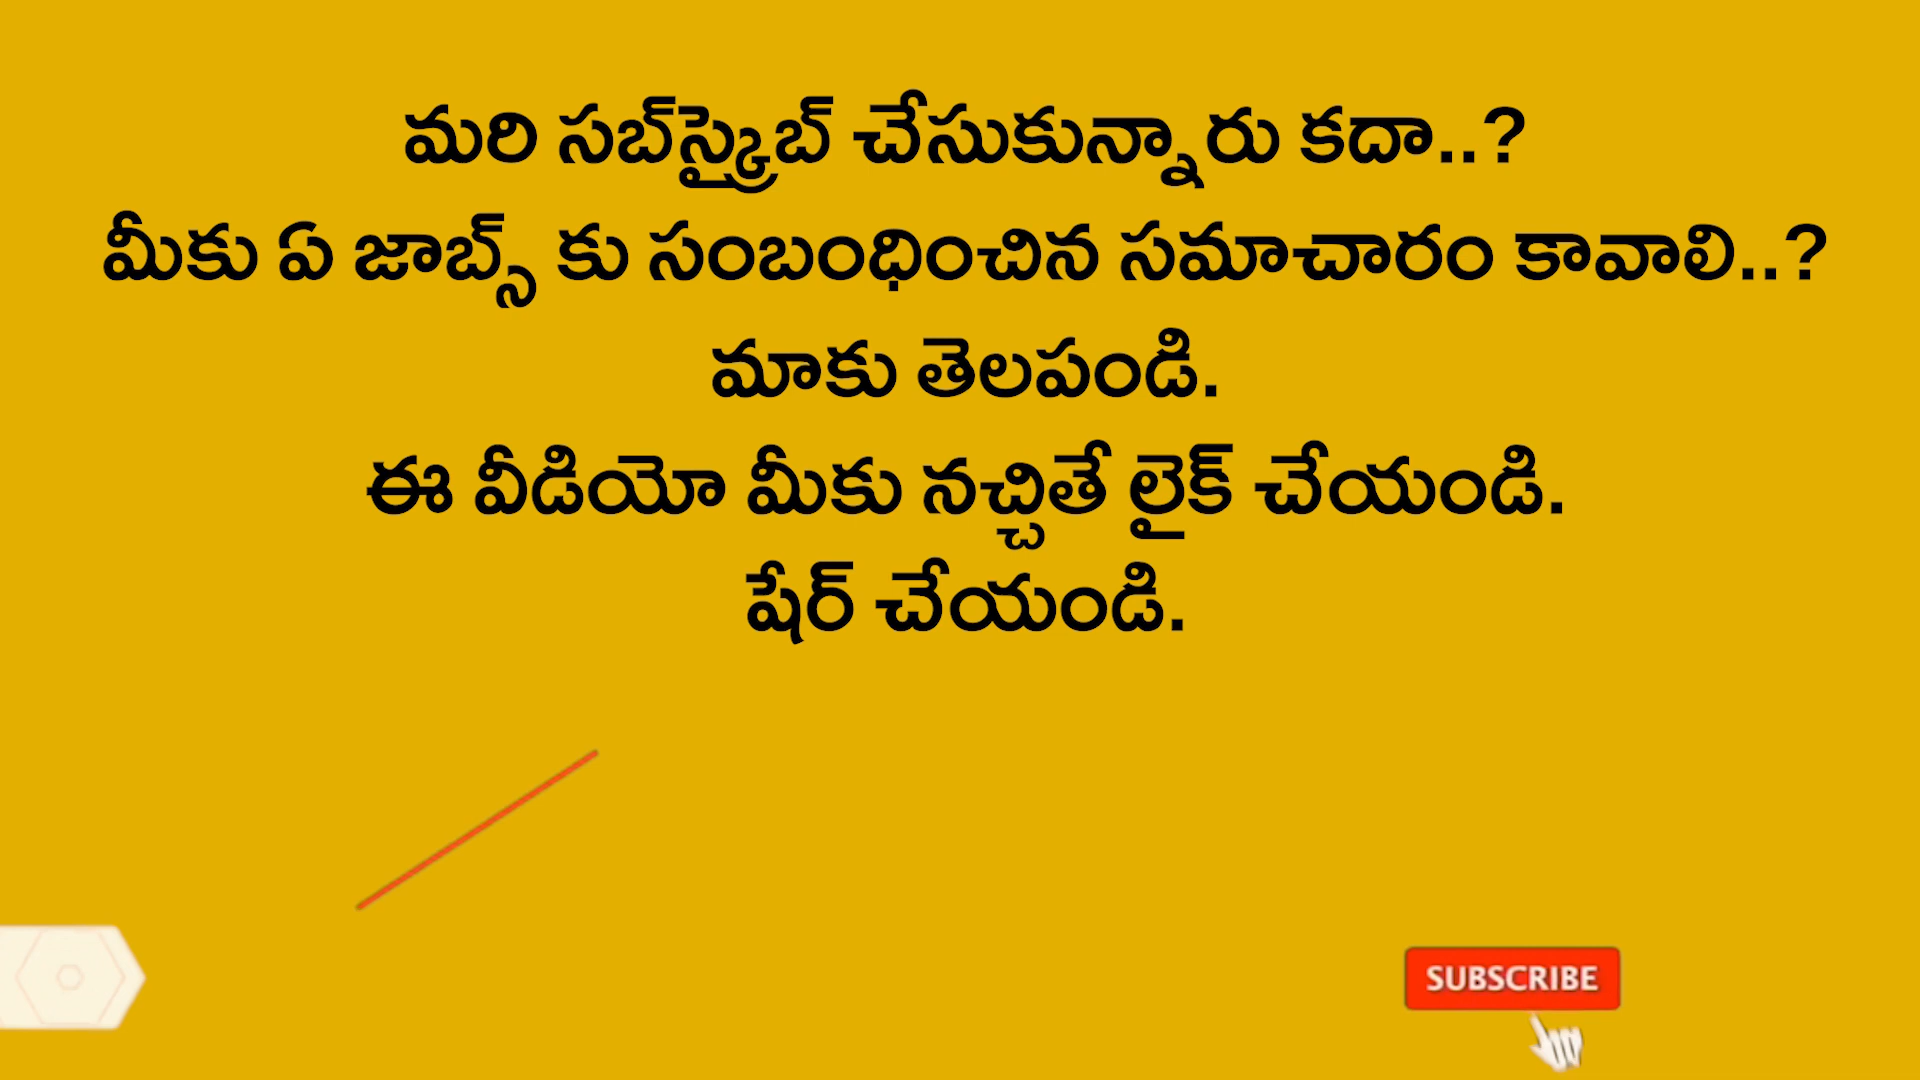 మరి సబ్‌స్క్రైబ్ చేసుకున్నారు కదా..?
మీకు ఏ జాబ్స్ కు సంబంధించిన సమాచారం కావాలి..?
మాకు తెలపండి.
ఈ వీడియో మీకు నచ్చితే లైక్ చేయండి.
షేర్ చేయండి.
SUBSCRIBE